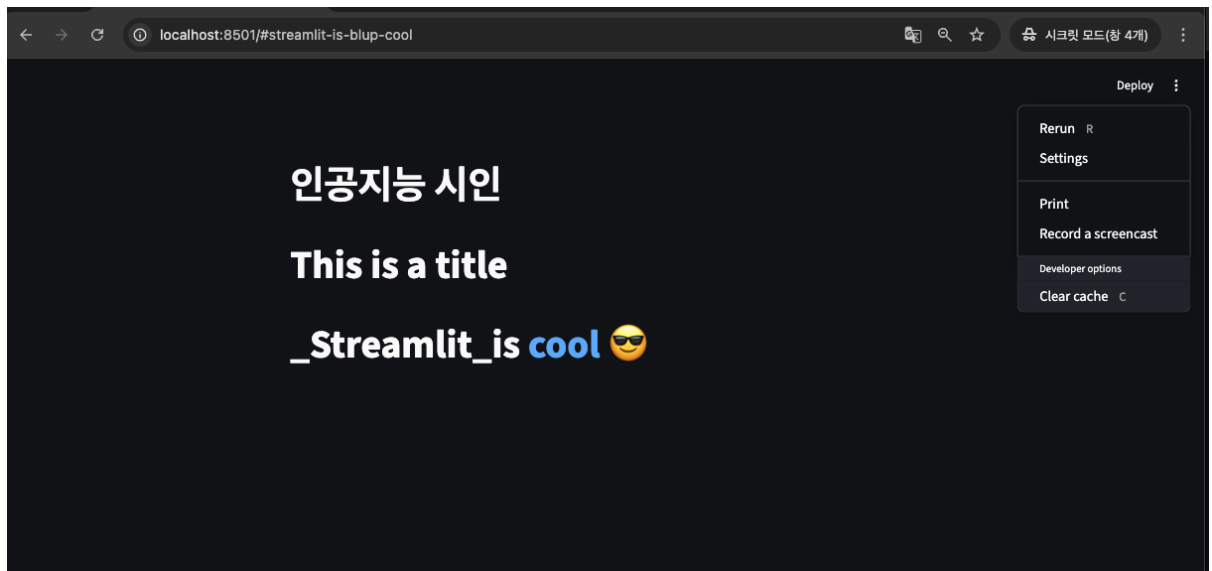 localhost:8501/#streamlit-is-blup-cool
시크릿 모드(창 4개)
Deploy
Rerun R
Settings
Print
Record a screencast
Developer options
Clear cache C
인공지능 시인
This is a title
_Streamlit_is cool 😎